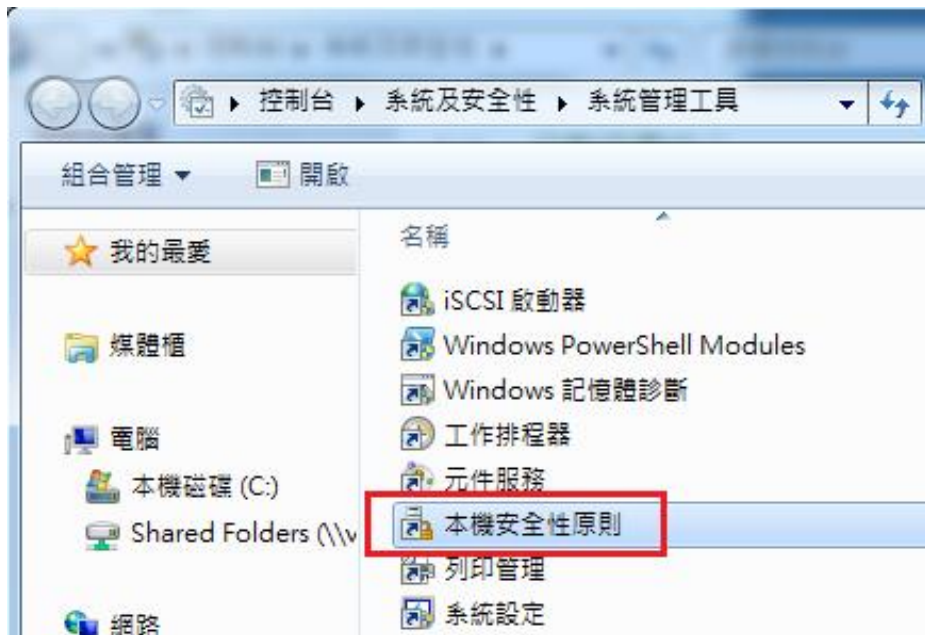 控制台 ▸ 系統及安全性 ▸ 系統管理工具
組合管理 開啟
我的最愛
媒體櫃
電腦
本機磁碟 (C:)
Shared Folders (\\v
網路
名稱
iSCSI 啟動器
Windows PowerShell Modules
Windows 記憶體診斷
工作排程器
元件服務
本機安全性原則
列印管理
系統設定